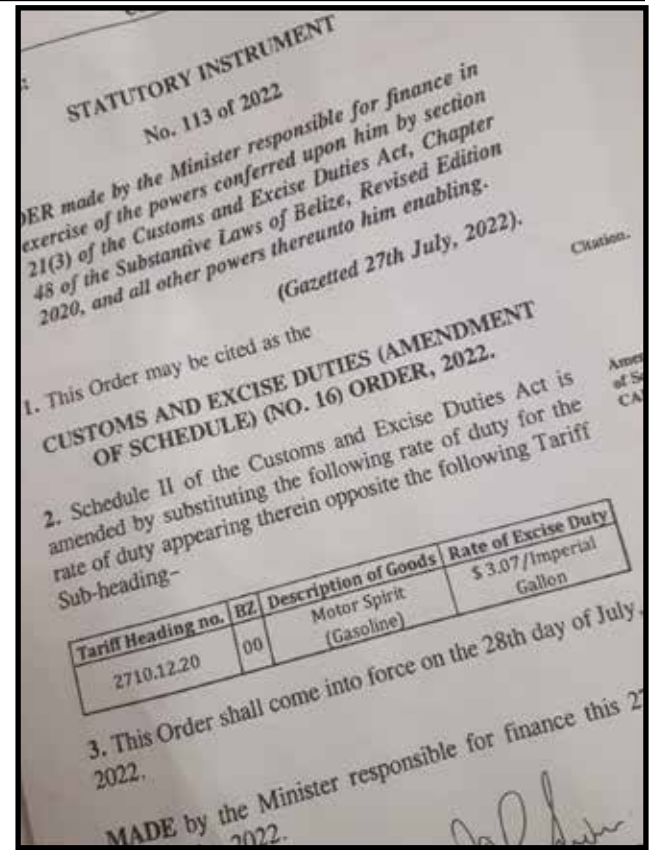 STATUTORY INSTRUMENT
No. 113 of 2022
DER made by the Minister responsible for finance in
exercise of the powers conferred upon him by section
21(3) of the Customs and Excise Duties Act, Chapter
48 of the Substantive Laws of Belize, Revised Edition
2020, and all other powers thereunto him enabling.
(Gazetted 27th July, 2022).
1. This Order may be cited as the
Citation.
CUSTOMS AND EXCISE DUTIES (AMENDMENT
OF SCHEDULE) (NO. 16) ORDER, 2022.
2. Schedule II of the Customs and Excise Duties Act is
amended by substituting the following rate of duty for the
rate of duty appearing therein opposite the following Tariff
Sub-heading–
Amen
of Sc
CA
Tariff Heading no. BZ Description of Goods Rate of Excise Duty
2710.12.20 00 Motor Spirit (Gasoline) $ 3.07/Imperial Gallon
3. This Order shall come into force on the 28th day of July,
2022.
MADE by the Minister responsible for finance this 27
2022.